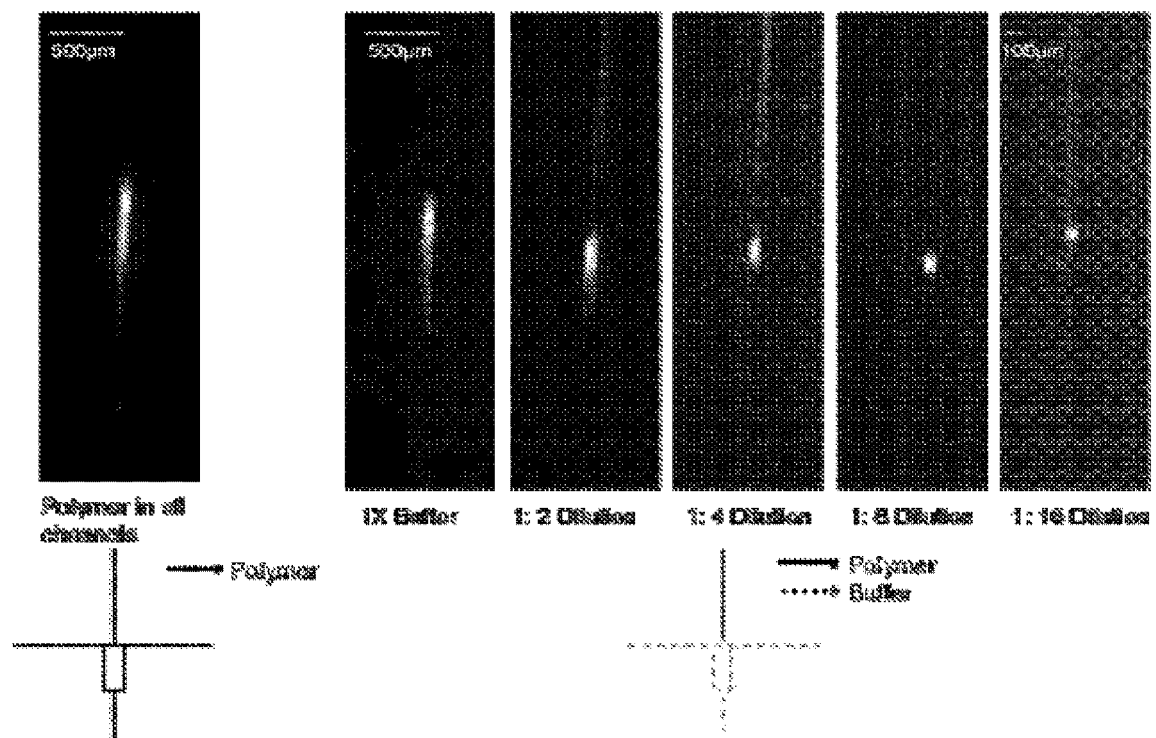 500µm
500µm
100µm
Polymer in all
channels
1X Buffer
1: 2 Dilution
1: 4 Dilution
1: 8 Dilution
1: 16 Dilution
Polymer
Polymer
Buffer